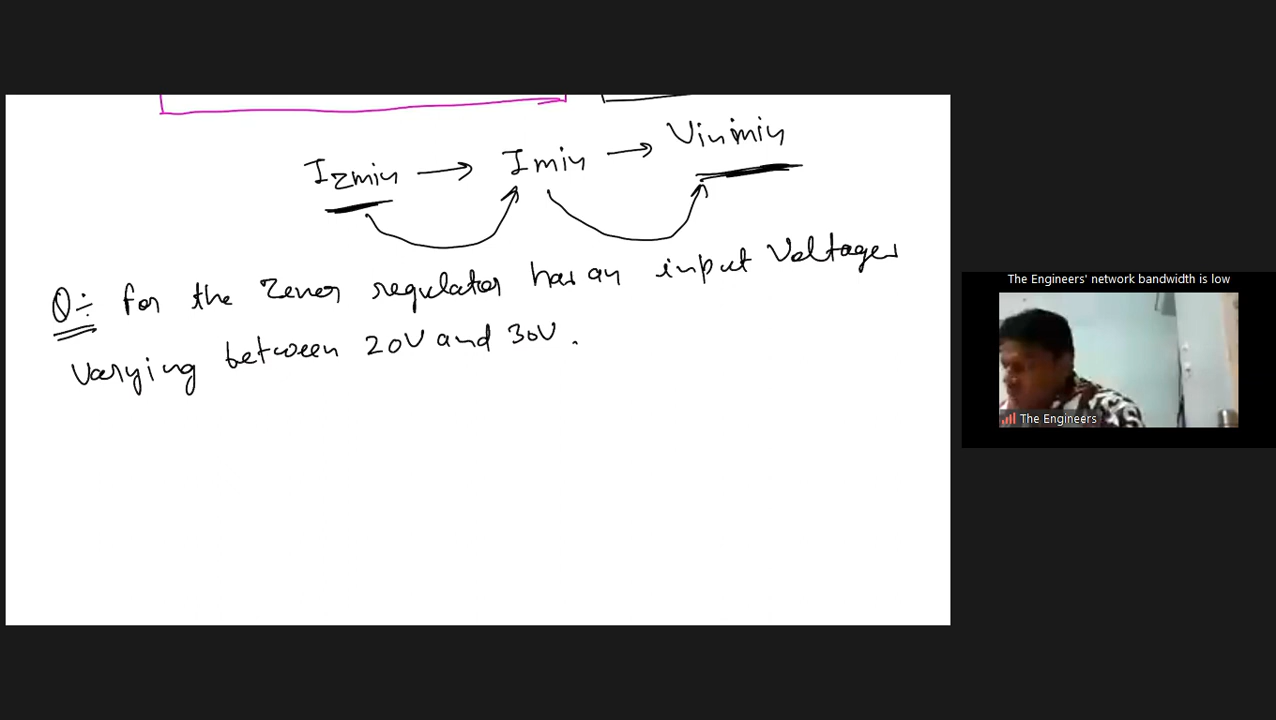 Izmin → Imin → Vinmin
Q÷ for the Zener regulator has an input Voltages
varying between 20V and 30V.
The Engineers' network bandwidth is low
The Engineers